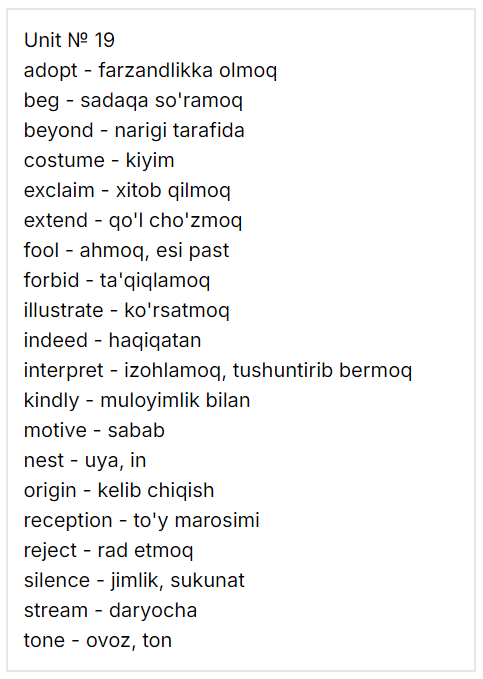 Unit № 19
adopt - farzandlikka olmoq
beg - sadaqa so'ramoq
beyond - narigi tarafida
costume - kiyim
exclaim - xitob qilmoq
extend - qo'l cho'zmoq
fool - ahmoq, esi past
forbid - ta'qiqlamoq
illustrate - ko'rsatmoq
indeed - haqiqatan
interpret - izohlamoq, tushuntirib bermoq
kindly - muloyimlik bilan
motive - sabab
nest - uya, in
origin - kelib chiqish
reception - to'y marosimi
reject - rad etmoq
silence - jimlik, sukunat
stream - daryocha
tone - ovoz, ton